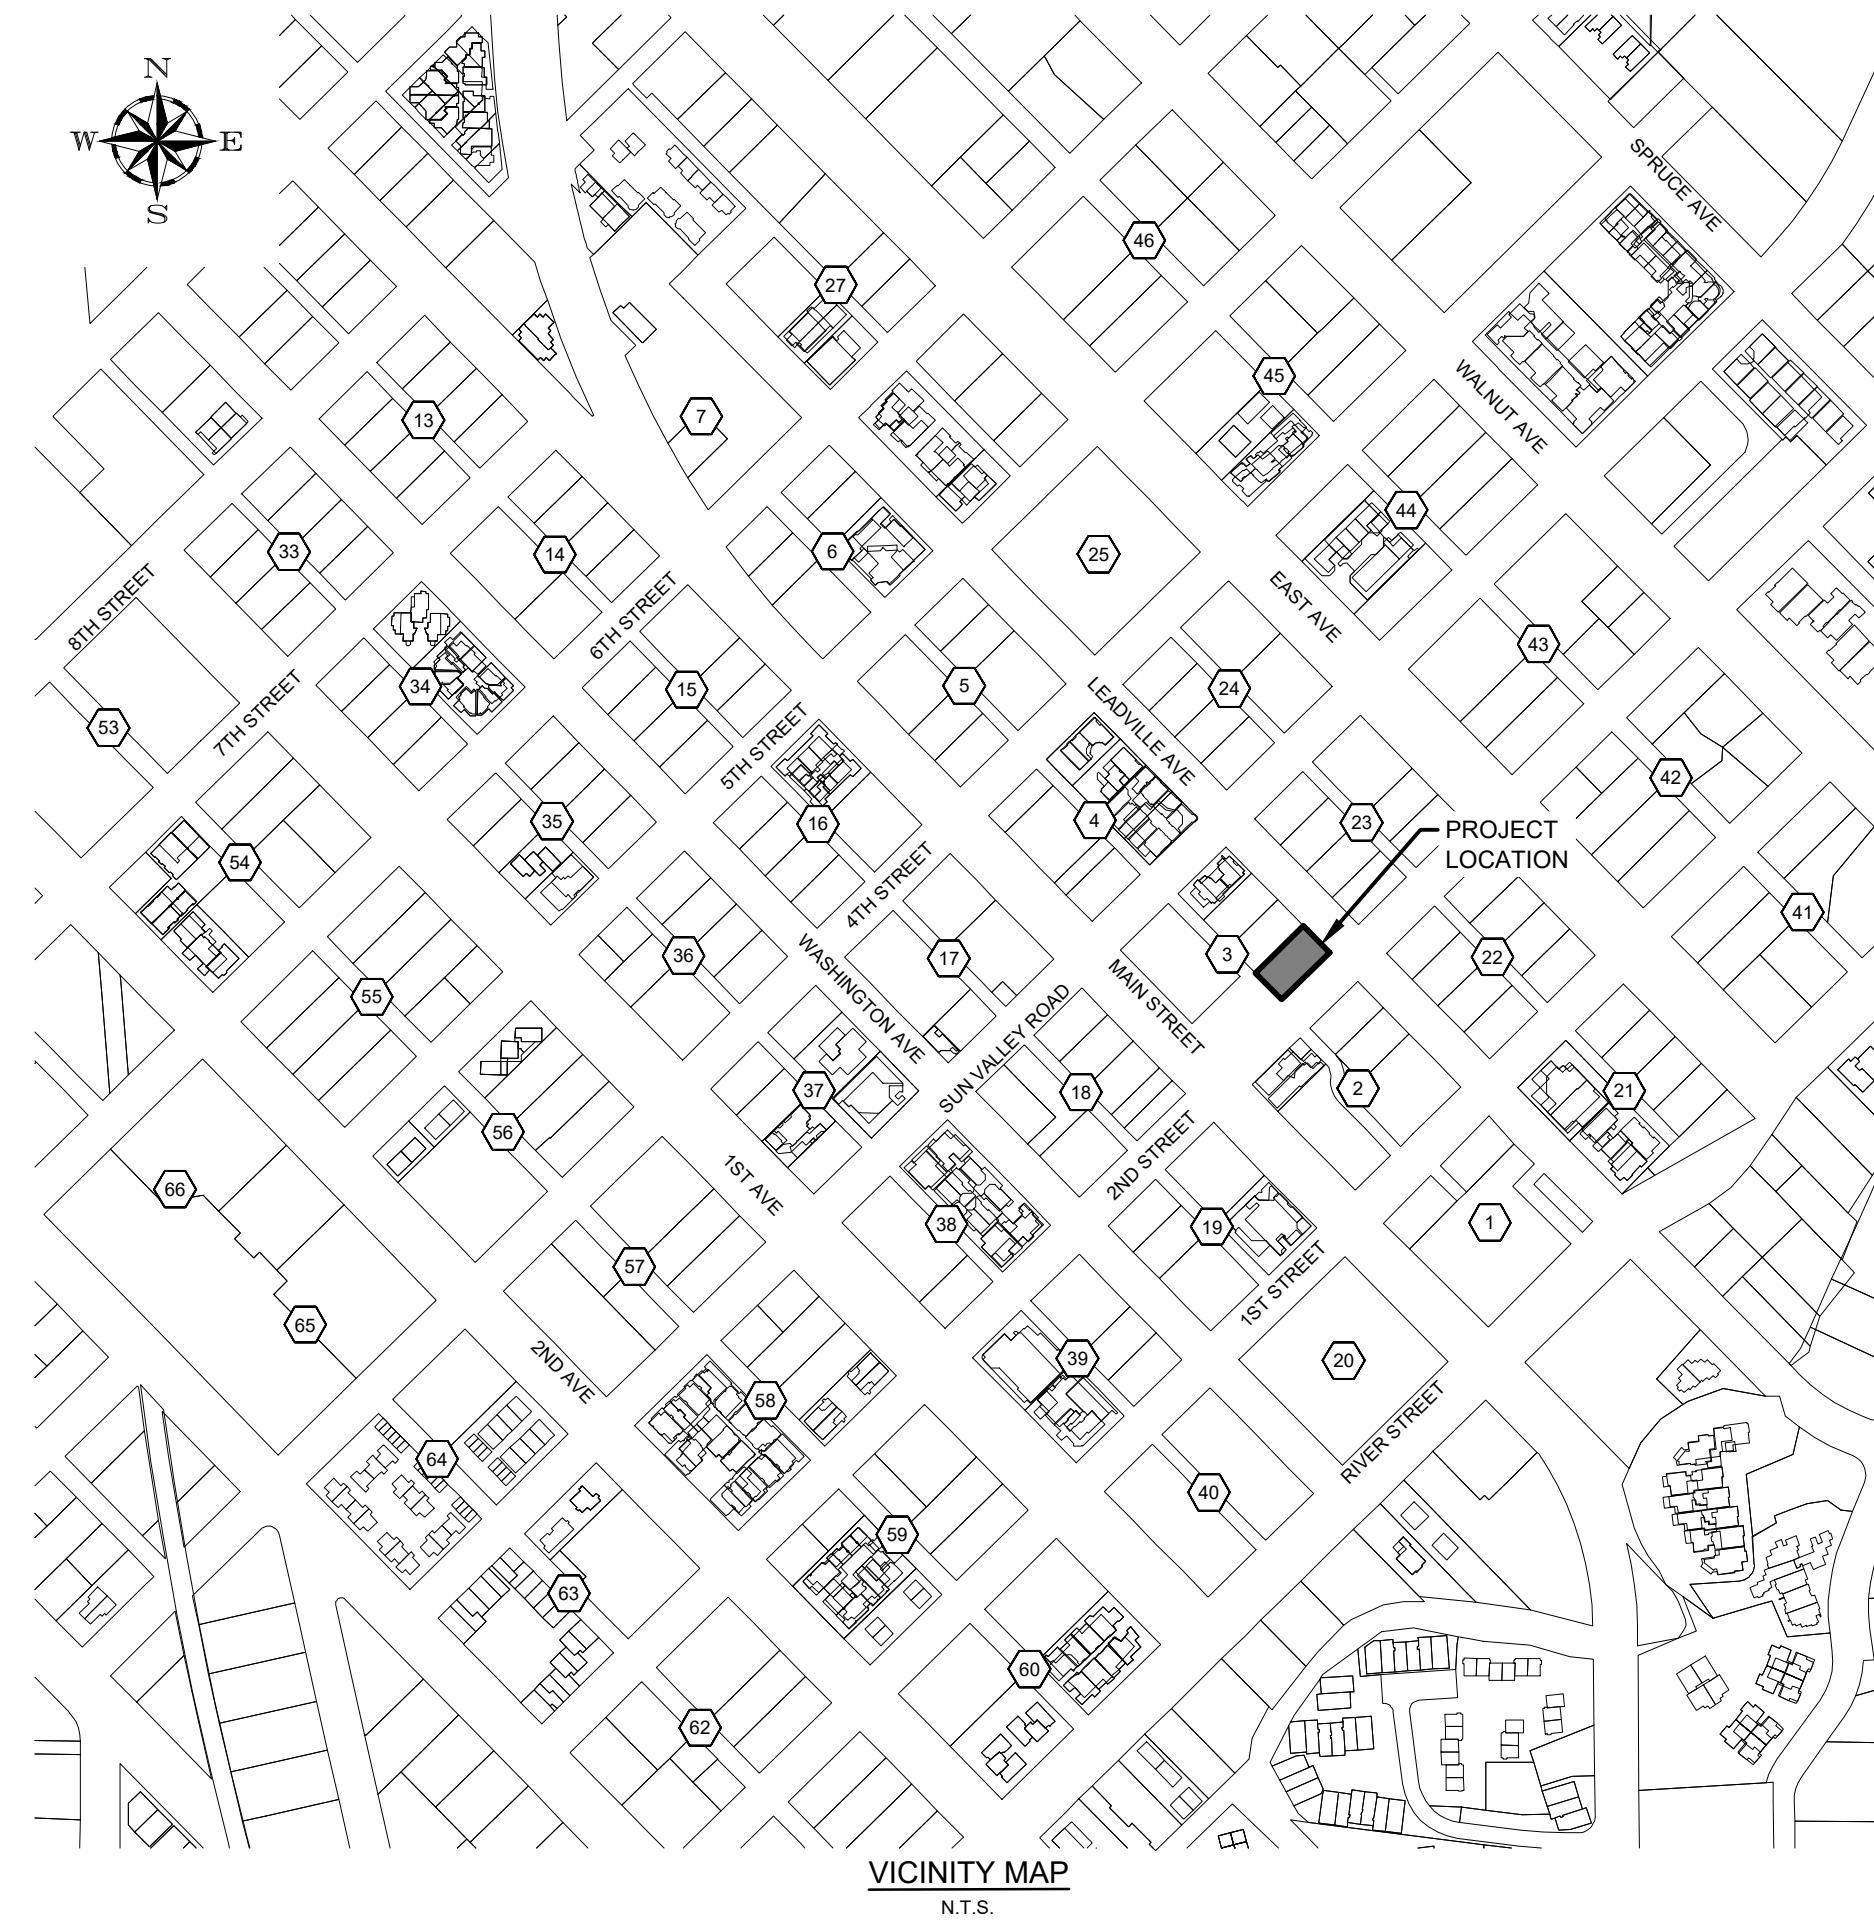 N
W
E
S
SPRUCE AVE
46
27
45
WALNUT AVE
13
7
44
33
14
6
25
8TH STREET
6TH STREET
EAST AVE
43
34
15
5
24
LEADVILLE AVE
7TH STREET
53
5TH STREET
42
35
16
4
23
PROJECT
LOCATION
54
4TH STREET
41
36
WASHINGTON AVE
17
3
22
55
MAIN STREET
SUN VALLEY ROAD
37
18
2
21
56
2ND STREET
1ST AVE
66
38
19
1
57
1ST STREET
65
2ND AVE
39
20
58
RIVER STREET
64
40
59
63
60
62
VICINITY MAP
N.T.S.